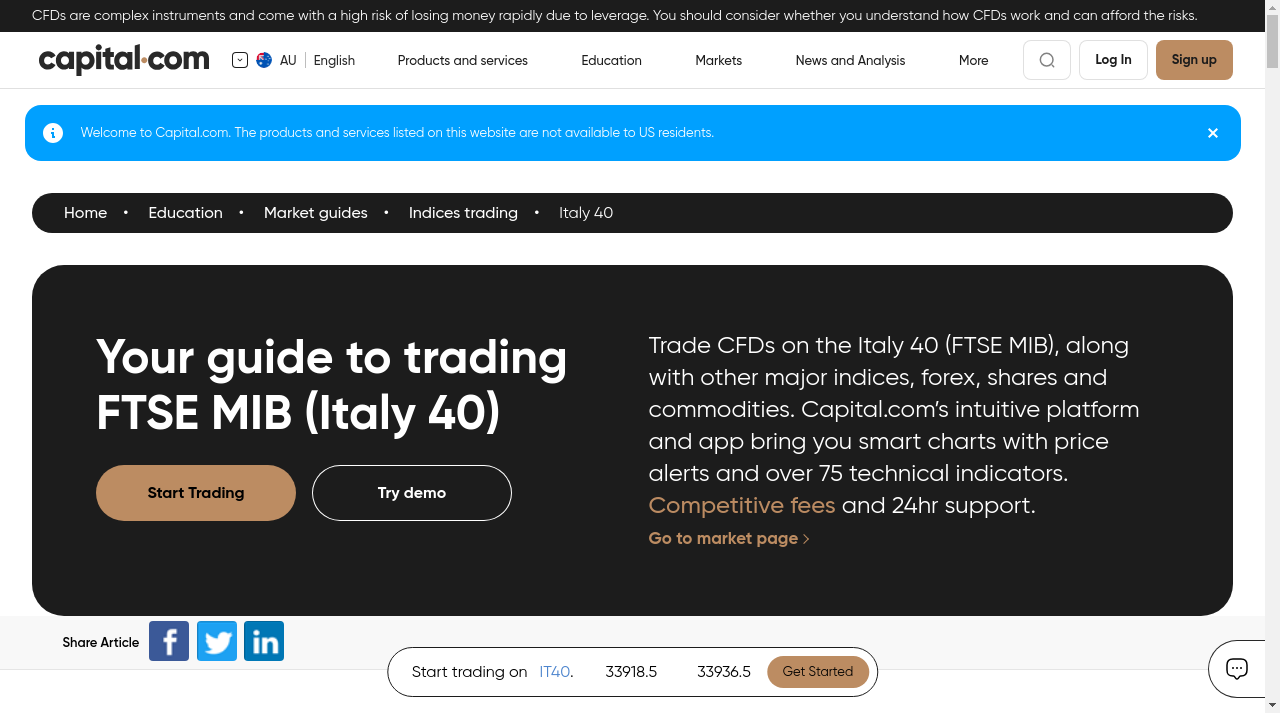 CFDs are complex instruments and come with a high risk of losing money rapidly due to leverage. You should consider whether you understand how CFDs work and can afford the risks.
capital.com
AU English
Products and services
Education
Markets
News and Analysis
More
Log In
Sign up
Welcome to Capital.com. The products and services listed on this website are not available to US residents.
Home • Education • Market guides • Indices trading • Italy 40
Your guide to trading
FTSE MIB (Italy 40)
Start Trading
Try demo
Trade CFDs on the Italy 40 (FTSE MIB), along
with other major indices, forex, shares and
commodities. Capital.com’s intuitive platform
and app bring you smart charts with price
alerts and over 75 technical indicators.
Competitive fees and 24hr support.
Go to market page
Share Article
Start trading on IT40. 33918.5 33936.5 Get Started